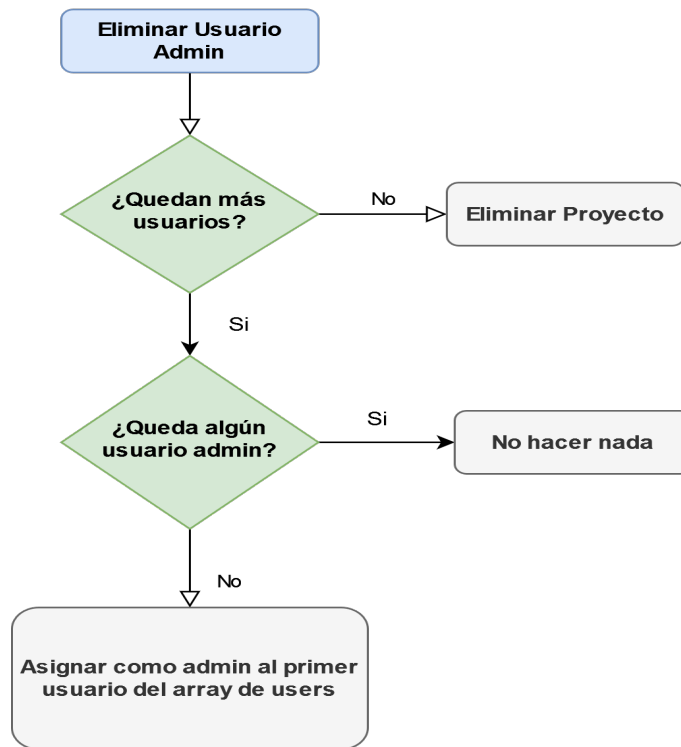 Eliminar Usuario
Admin
¿Quedan más
usuarios?
No
Eliminar Proyecto
Si
¿Queda algún
usuario admin?
Si
No hacer nada
No
Asignar como admin al primer
usuario del array de users